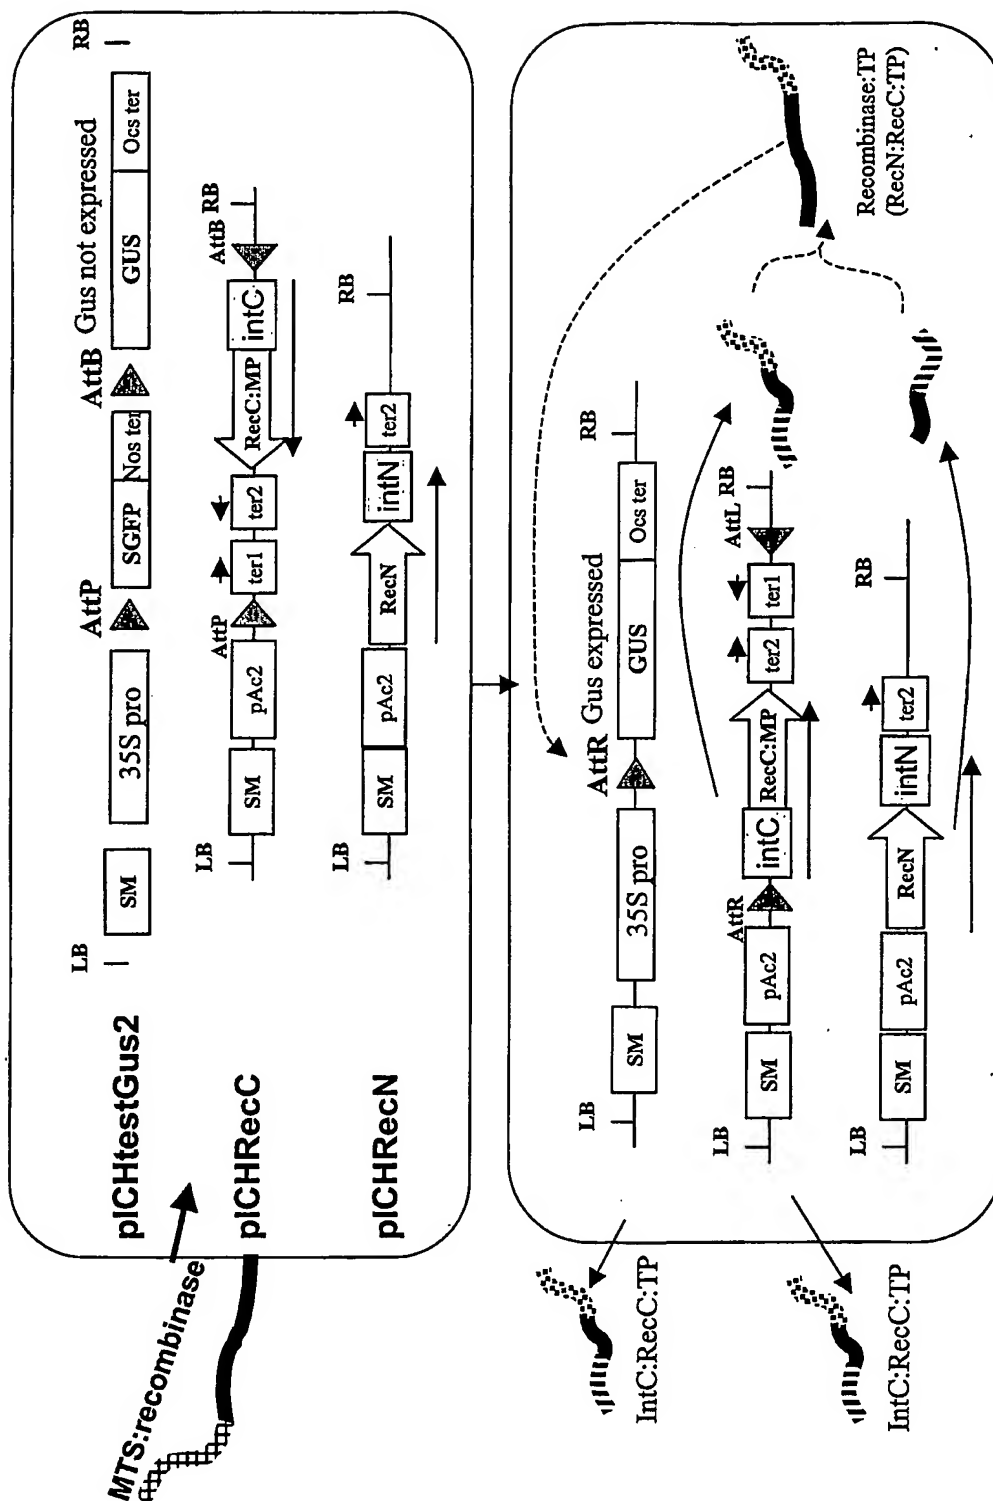 MTS:recombinase
pICHtestGus2
LB
SM
35S pro
AttP
SGFP
Nos ter
AttB
Gus not expressed
GUS
Ocs ter
RB
pICHRecC
LB
SM
pAc2
AttP
ter1
ter2
RecC:MP
intC
AttB
RB
pICHRecN
LB
SM
pAc2
RecN
intN
ter2
RB
LB
SM
35S pro
AttR
Gus expressed
GUS
Ocs ter
RB
LB
SM
pAc2
AttR
intC
RecC:MP
ter2
ter1
AttL
RB
LB
SM
pAc2
RecN
intN
ter2
RB
Recombinase:TP
(RecN:RecC:TP)
IntC:RecC:TP
IntC:RecC:TP